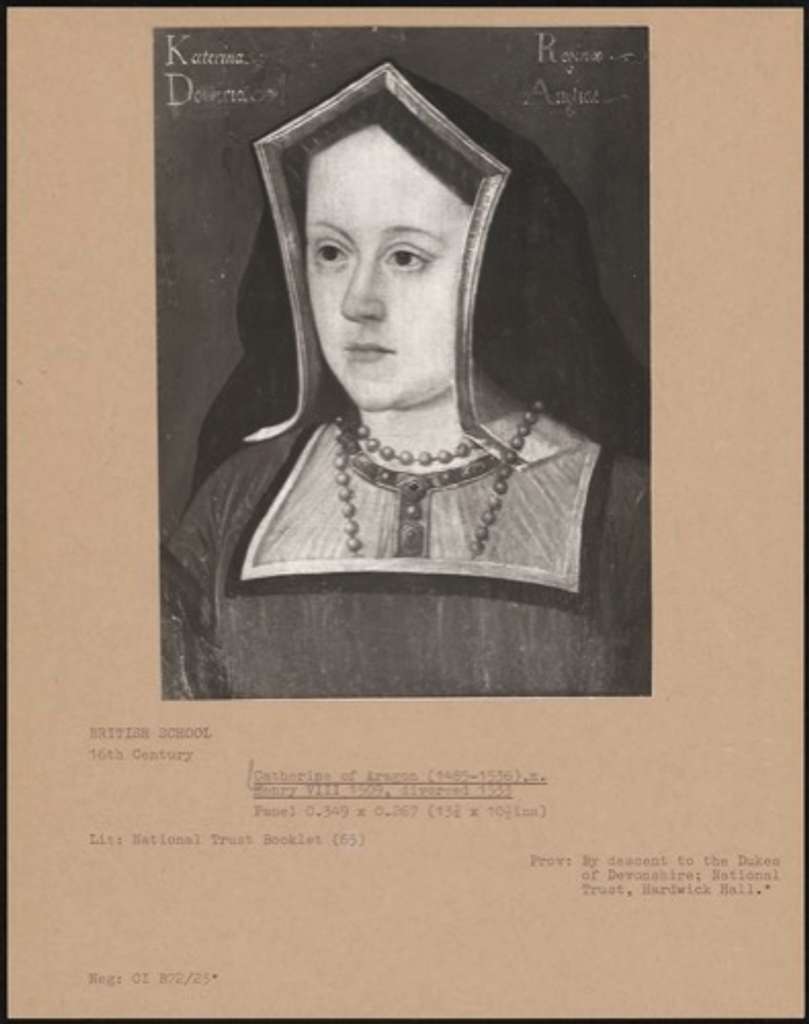 Katerina Regina
Domina Angliae
BRITISH SCHOOL
16th Century
Catherine of Aragon (1485-1536).m.
Henry VIII 1509, divorced 1533
Panel 0.349 x 0.267 (13¾ x 10½ins)
Lit: National Trust Booklet (65)
Prov: By descent to the Dukes
of Devonshire; National
Trust, Hardwick Hall.*
Neg: CI B72/25*